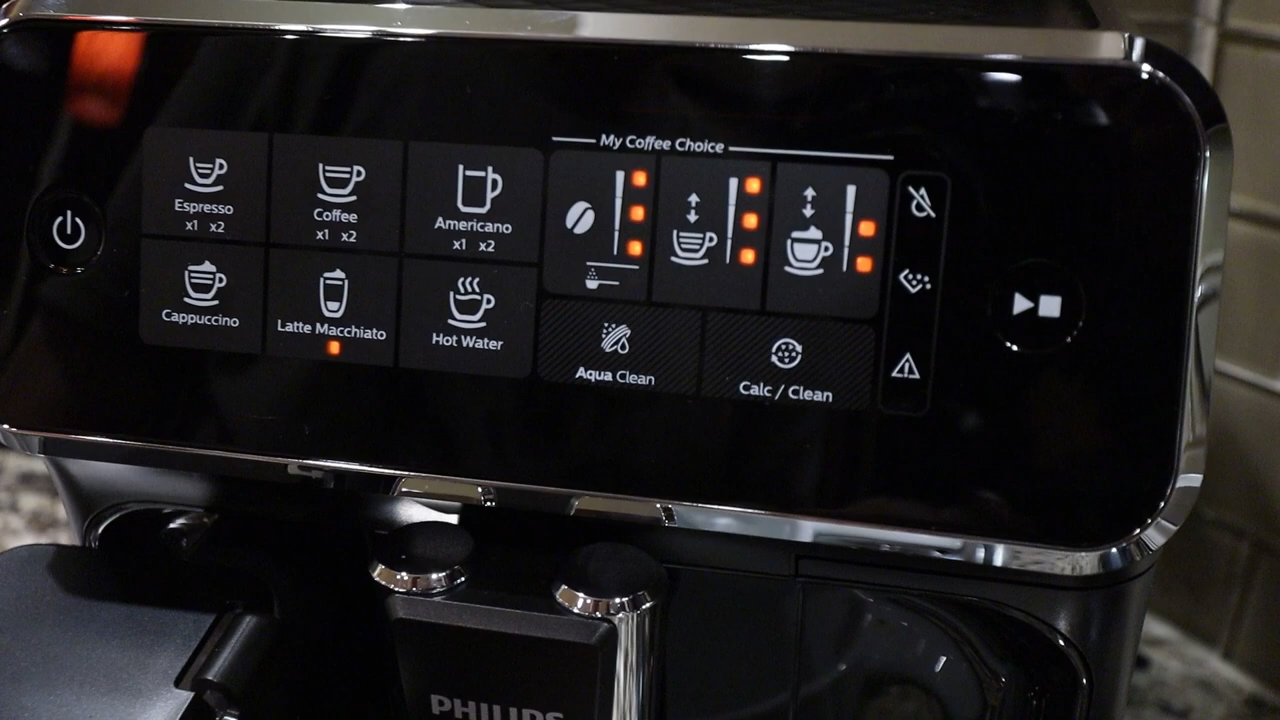 My Coffee Choice
Espresso
x1 x2
Coffee
x1 x2
Americano
x1 x2
Cappuccino
Latte Macchiato
Hot Water
Aqua Clean
Calc / Clean
PHILIPS